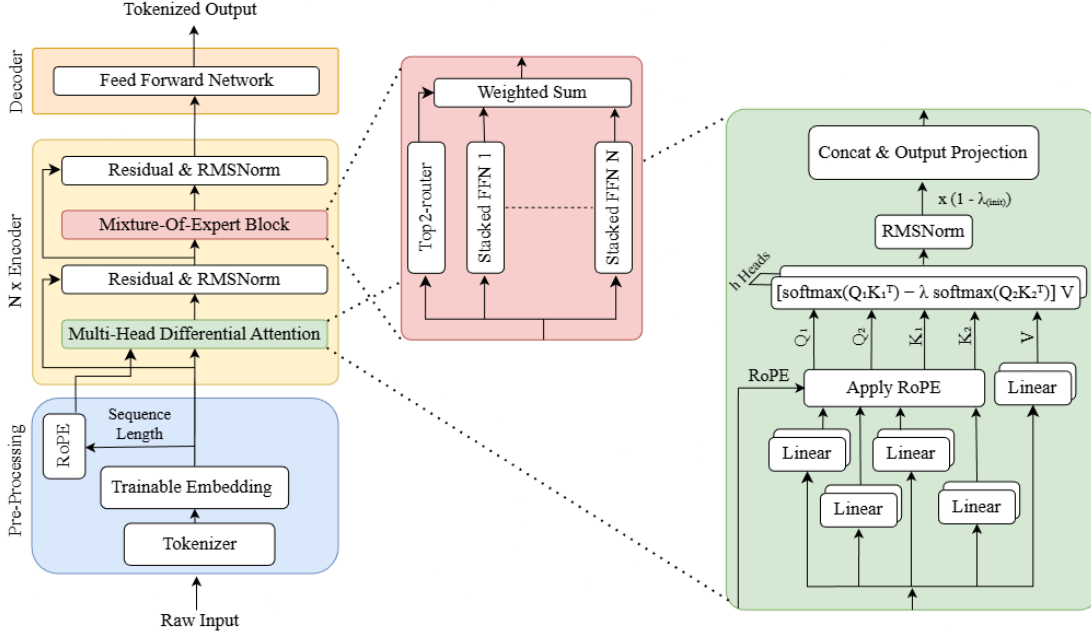 Tokenized Output
Decoder
Feed Forward Network
N x Encoder
Residual & RMSNorm
Mixture-Of-Expert Block
Residual & RMSNorm
Multi-Head Differential Attention
Pre-Processing
RoPE
Sequence
Length
Trainable Embedding
Tokenizer
Raw Input
Weighted Sum
Top2-router
Stacked FFN 1
Stacked FFN N
Concat & Output Projection
x (1 - λ(init))
RMSNorm
h Heads
[softmax(Q₁K₁ᵀ) – λ softmax(Q₂K₂ᵀ)] V
Q₁
Q₂
K₁
K₂
V
RoPE
Apply RoPE
Linear
Linear
Linear
Linear
Linear